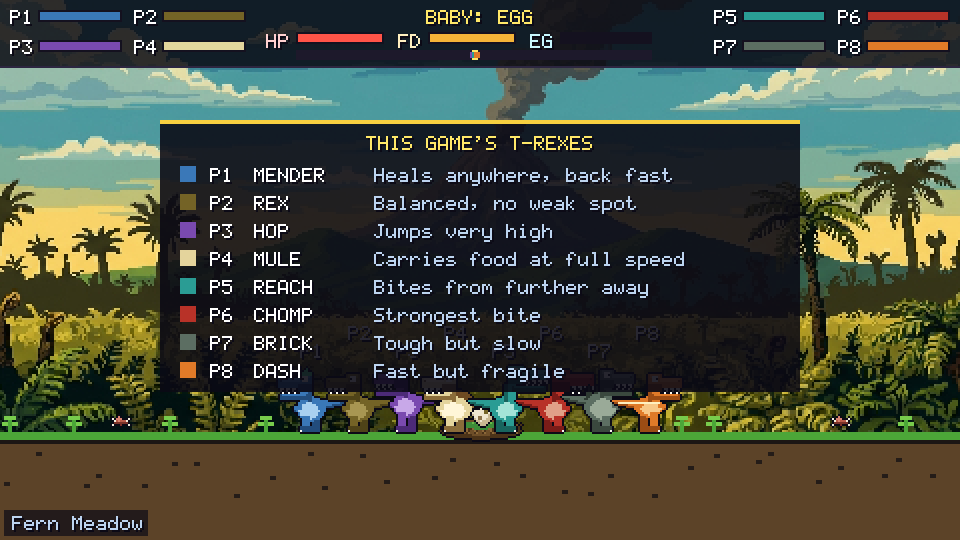 P1 P2 BABY: EGG P5 P6
P3 P4 HP FD EG P7 P8
THIS GAME'S T-REXES
P1 MENDER Heals anywhere, back fast
P2 REX Balanced, no weak spot
P3 HOP Jumps very high
P4 MULE Carries food at full speed
P5 REACH Bites from further away
P6 CHOMP Strongest bite
P7 BRICK Tough but slow
P8 DASH Fast but fragile
Fern Meadow